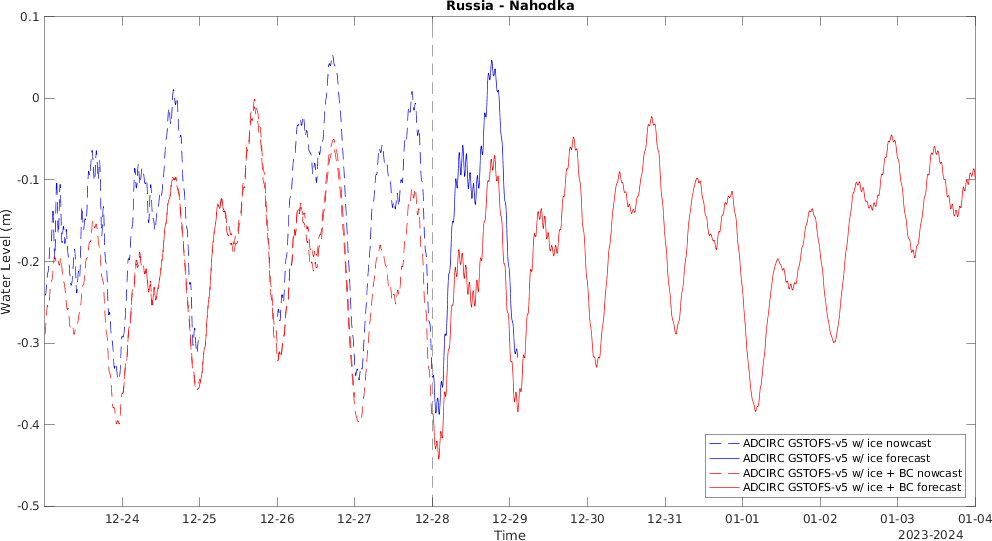 Russia - Nahodka
0.1
0
-0.1
-0.2
-0.3
-0.4
-0.5
Water Level (m)
ADCIRC GSTOFS-v5 w/ ice nowcast
ADCIRC GSTOFS-v5 w/ ice forecast
ADCIRC GSTOFS-v5 w/ ice + BC nowcast
ADCIRC GSTOFS-v5 w/ ice + BC forecast
12-24 12-25 12-26 12-27 12-28 12-29 12-30 12-31 01-01 01-02 01-03 01-04
Time
2023-2024